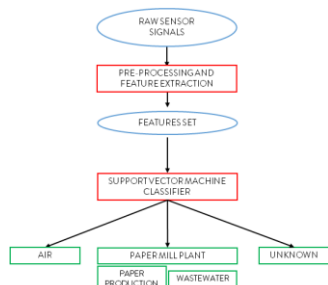 RAW SENSOR
SIGNALS
PRE-PROCESSING AND
FEATURE EXTRACTION
FEATURES SET
SUPPORT VECTOR MACHINE
CLASSIFIER
AIR
PAPER MILL PLANT
UNKNOWN
PAPER
PRODUCTION
WASTEWATER